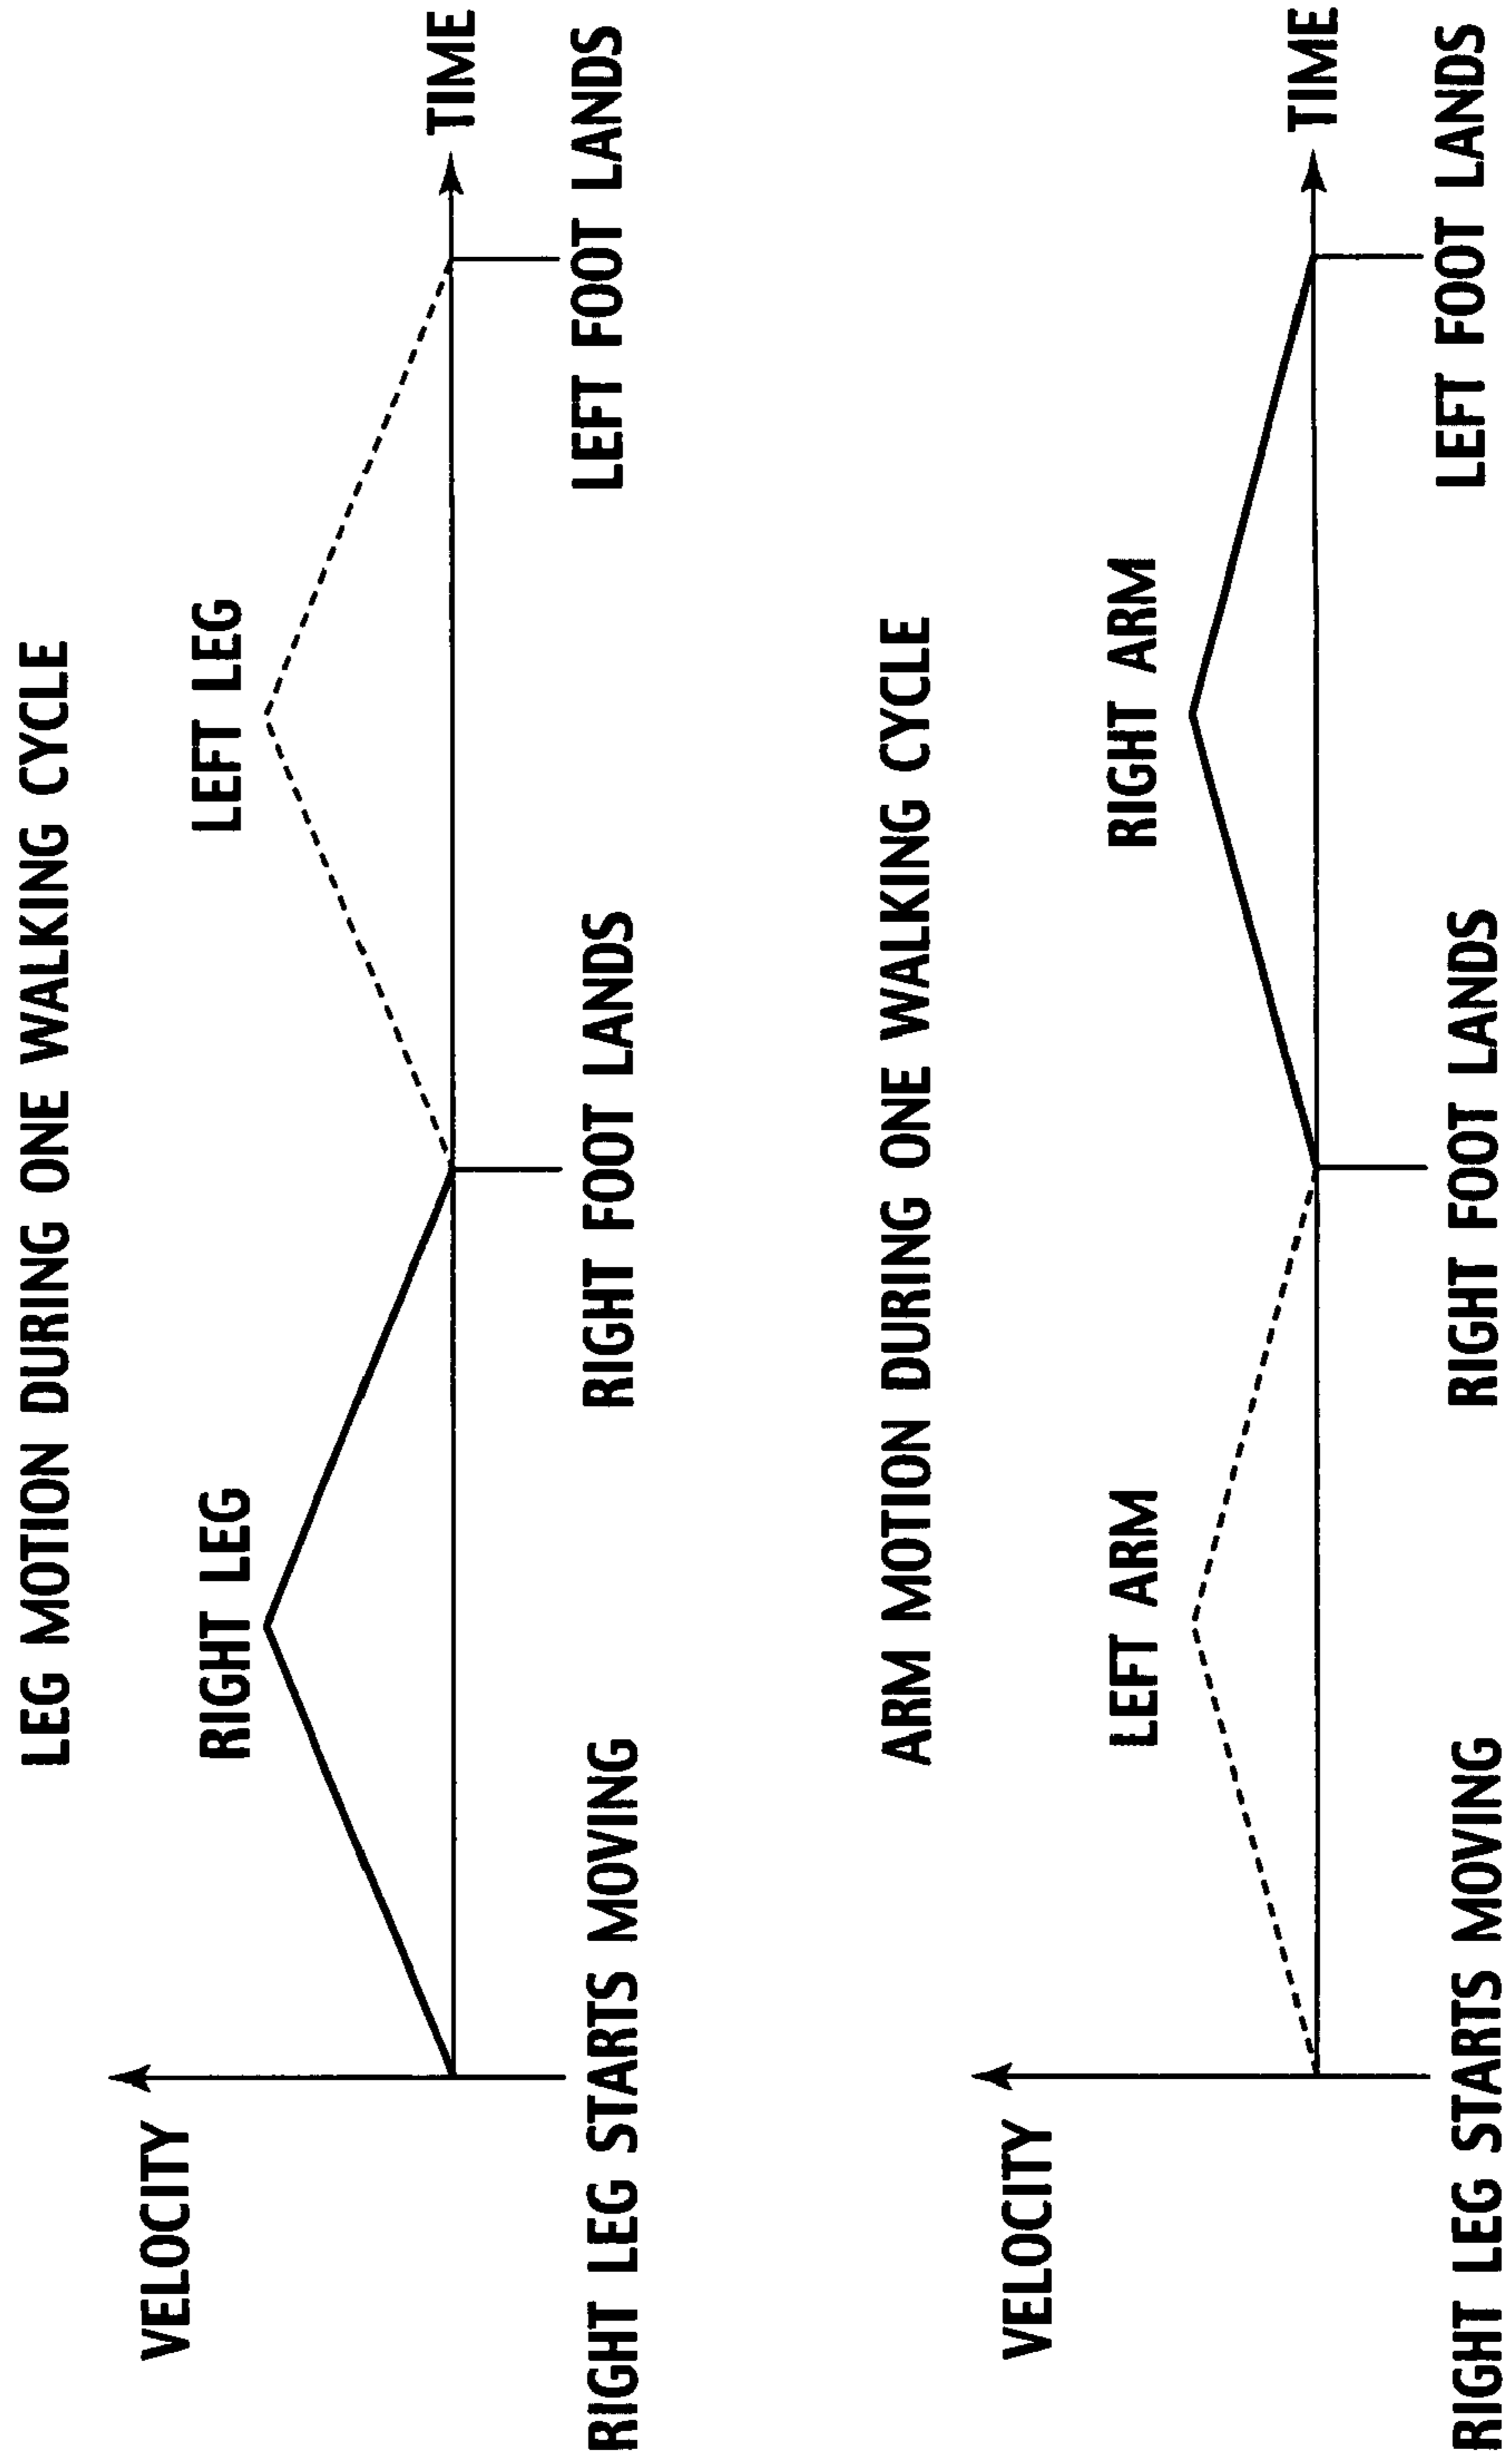 LEG MOTION DURING ONE WALKING CYCLE
VELOCITY
RIGHT LEG
LEFT LEG
TIME
RIGHT LEG STARTS MOVING
RIGHT FOOT LANDS
LEFT FOOT LANDS
ARM MOTION DURING ONE WALKING CYCLE
VELOCITY
LEFT ARM
RIGHT ARM
TIME
RIGHT LEG STARTS MOVING
RIGHT FOOT LANDS
LEFT FOOT LANDS